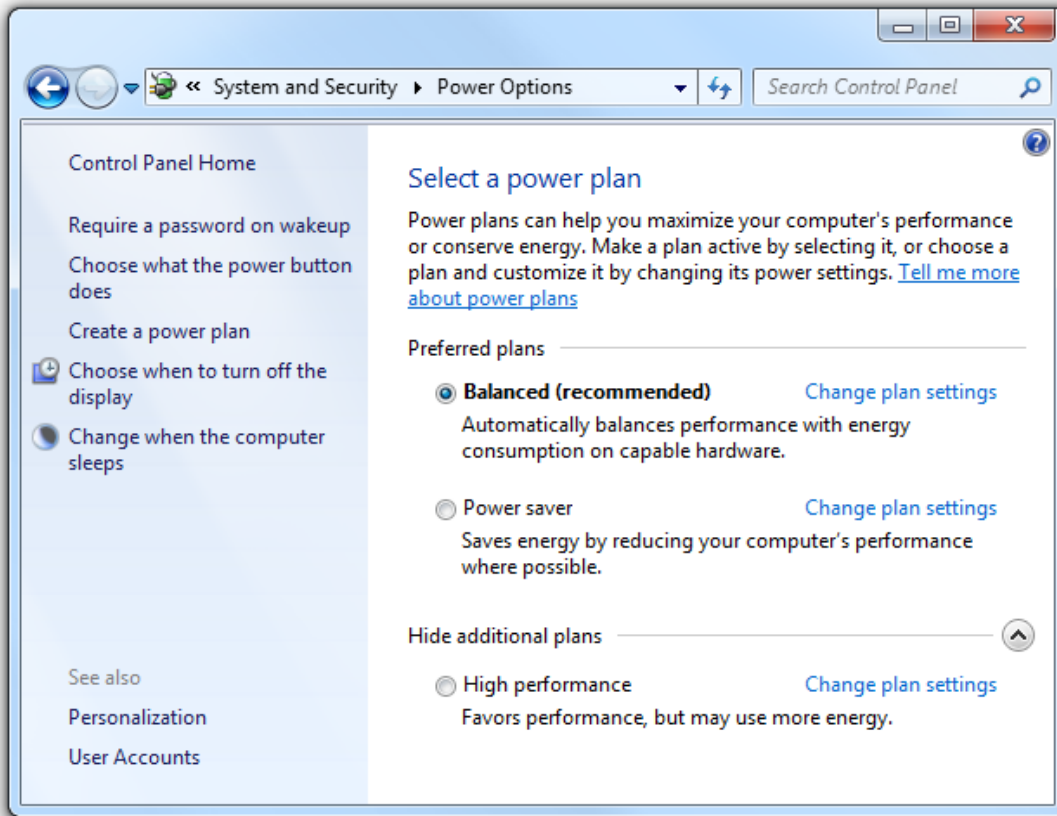 « System and Security ▸ Power Options
Search Control Panel
Control Panel Home
Require a password on wakeup
Choose what the power button
does
Create a power plan
Choose when to turn off the
display
Change when the computer
sleeps
See also
Personalization
User Accounts
Select a power plan
Power plans can help you maximize your computer's performance
or conserve energy. Make a plan active by selecting it, or choose a
plan and customize it by changing its power settings. Tell me more
about power plans
Preferred plans
Balanced (recommended) Change plan settings
Automatically balances performance with energy
consumption on capable hardware.
Power saver Change plan settings
Saves energy by reducing your computer's performance
where possible.
Hide additional plans
High performance Change plan settings
Favors performance, but may use more energy.